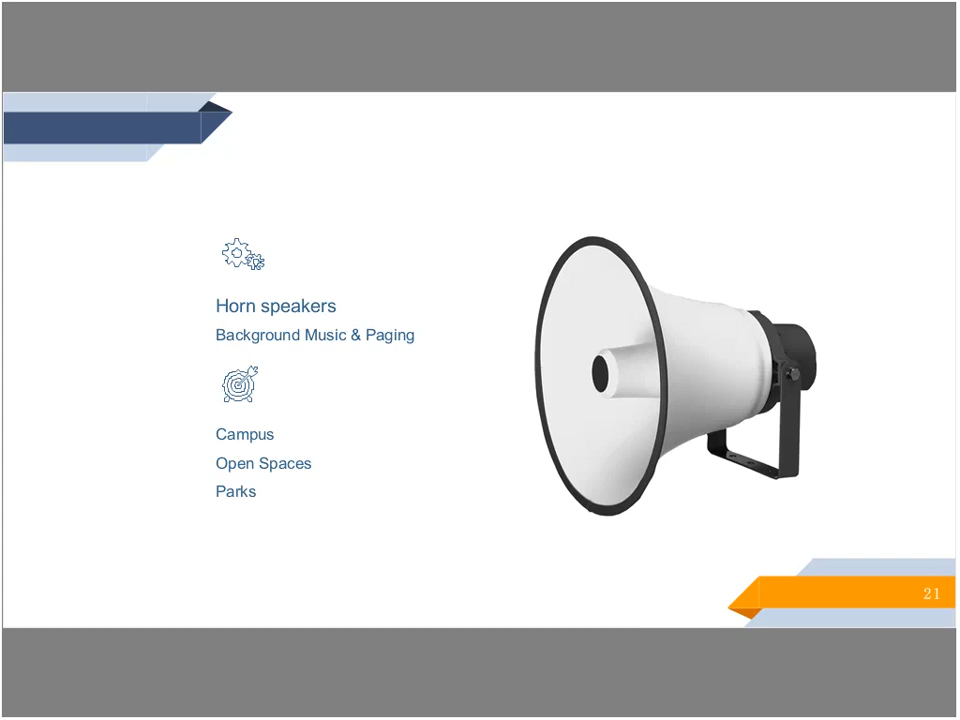 Horn speakers
Background Music & Paging
Campus
Open Spaces
Parks
21